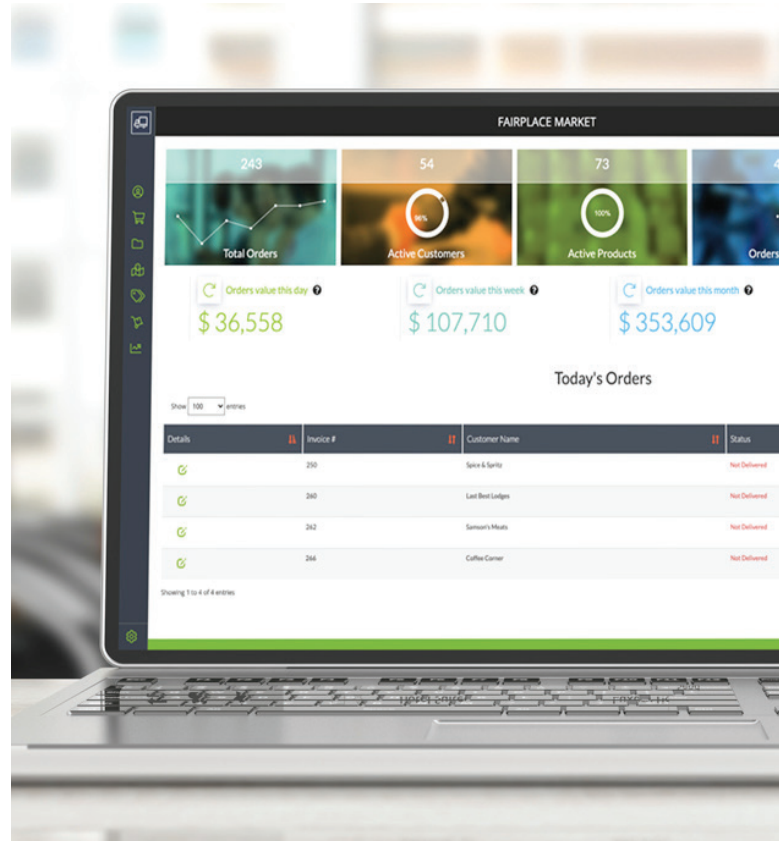 FAIRPLACE MARKET
243
54
73
4
96%
100%
Total Orders
Active Customers
Active Products
Orders
Orders value this day ?
Orders value this week ?
Orders value this month ?
$ 36,558
$ 107,710
$ 353,609
Today's Orders
Show 100 entries
Details Invoice # Customer Name Status
250 Spice & Spritz Not Delivered
260 Last Best Lodges Not Delivered
262 Samson's Meats Not Delivered
266 Coffee Corner Not Delivered
Showing 1 to 4 of 4 entries